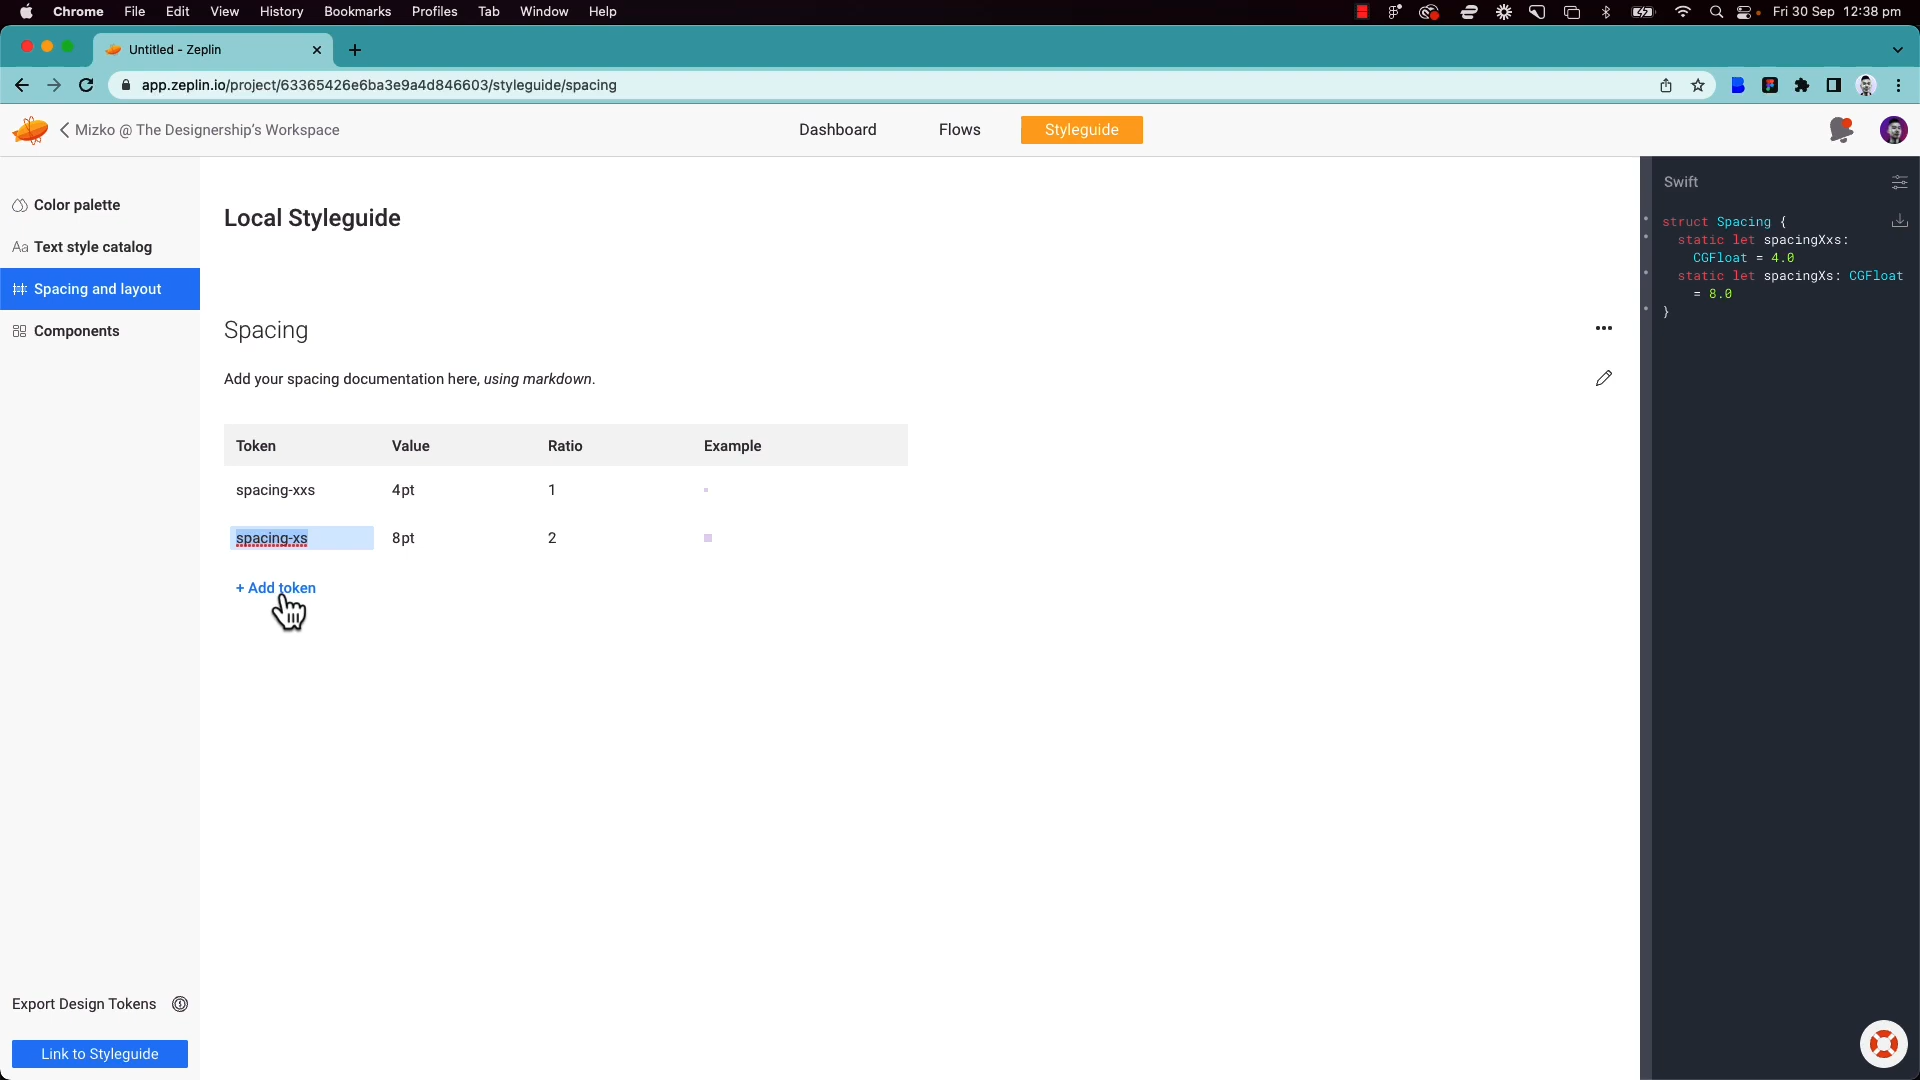 Chrome File Edit View History Bookmarks Profiles Tab Window Help Fri 30 Sep 12:38 pm
Untitled - Zeplin
app.zeplin.io/project/63365426e6ba3e9a4d846603/styleguide/spacing
Mizko @ The Designership's Workspace Dashboard Flows Styleguide
Color palette
Aa Text style catalog
Spacing and layout
Components
Local Styleguide
Spacing
Add your spacing documentation here, using markdown.
Token Value Ratio Example
spacing-xxs 4pt 1
spacing-xs 8pt 2
+ Add token
Swift
struct Spacing {
static let spacingXxs:
CGFloat = 4.0
static let spacingXs: CGFloat
= 8.0
}
Export Design Tokens
Link to Styleguide